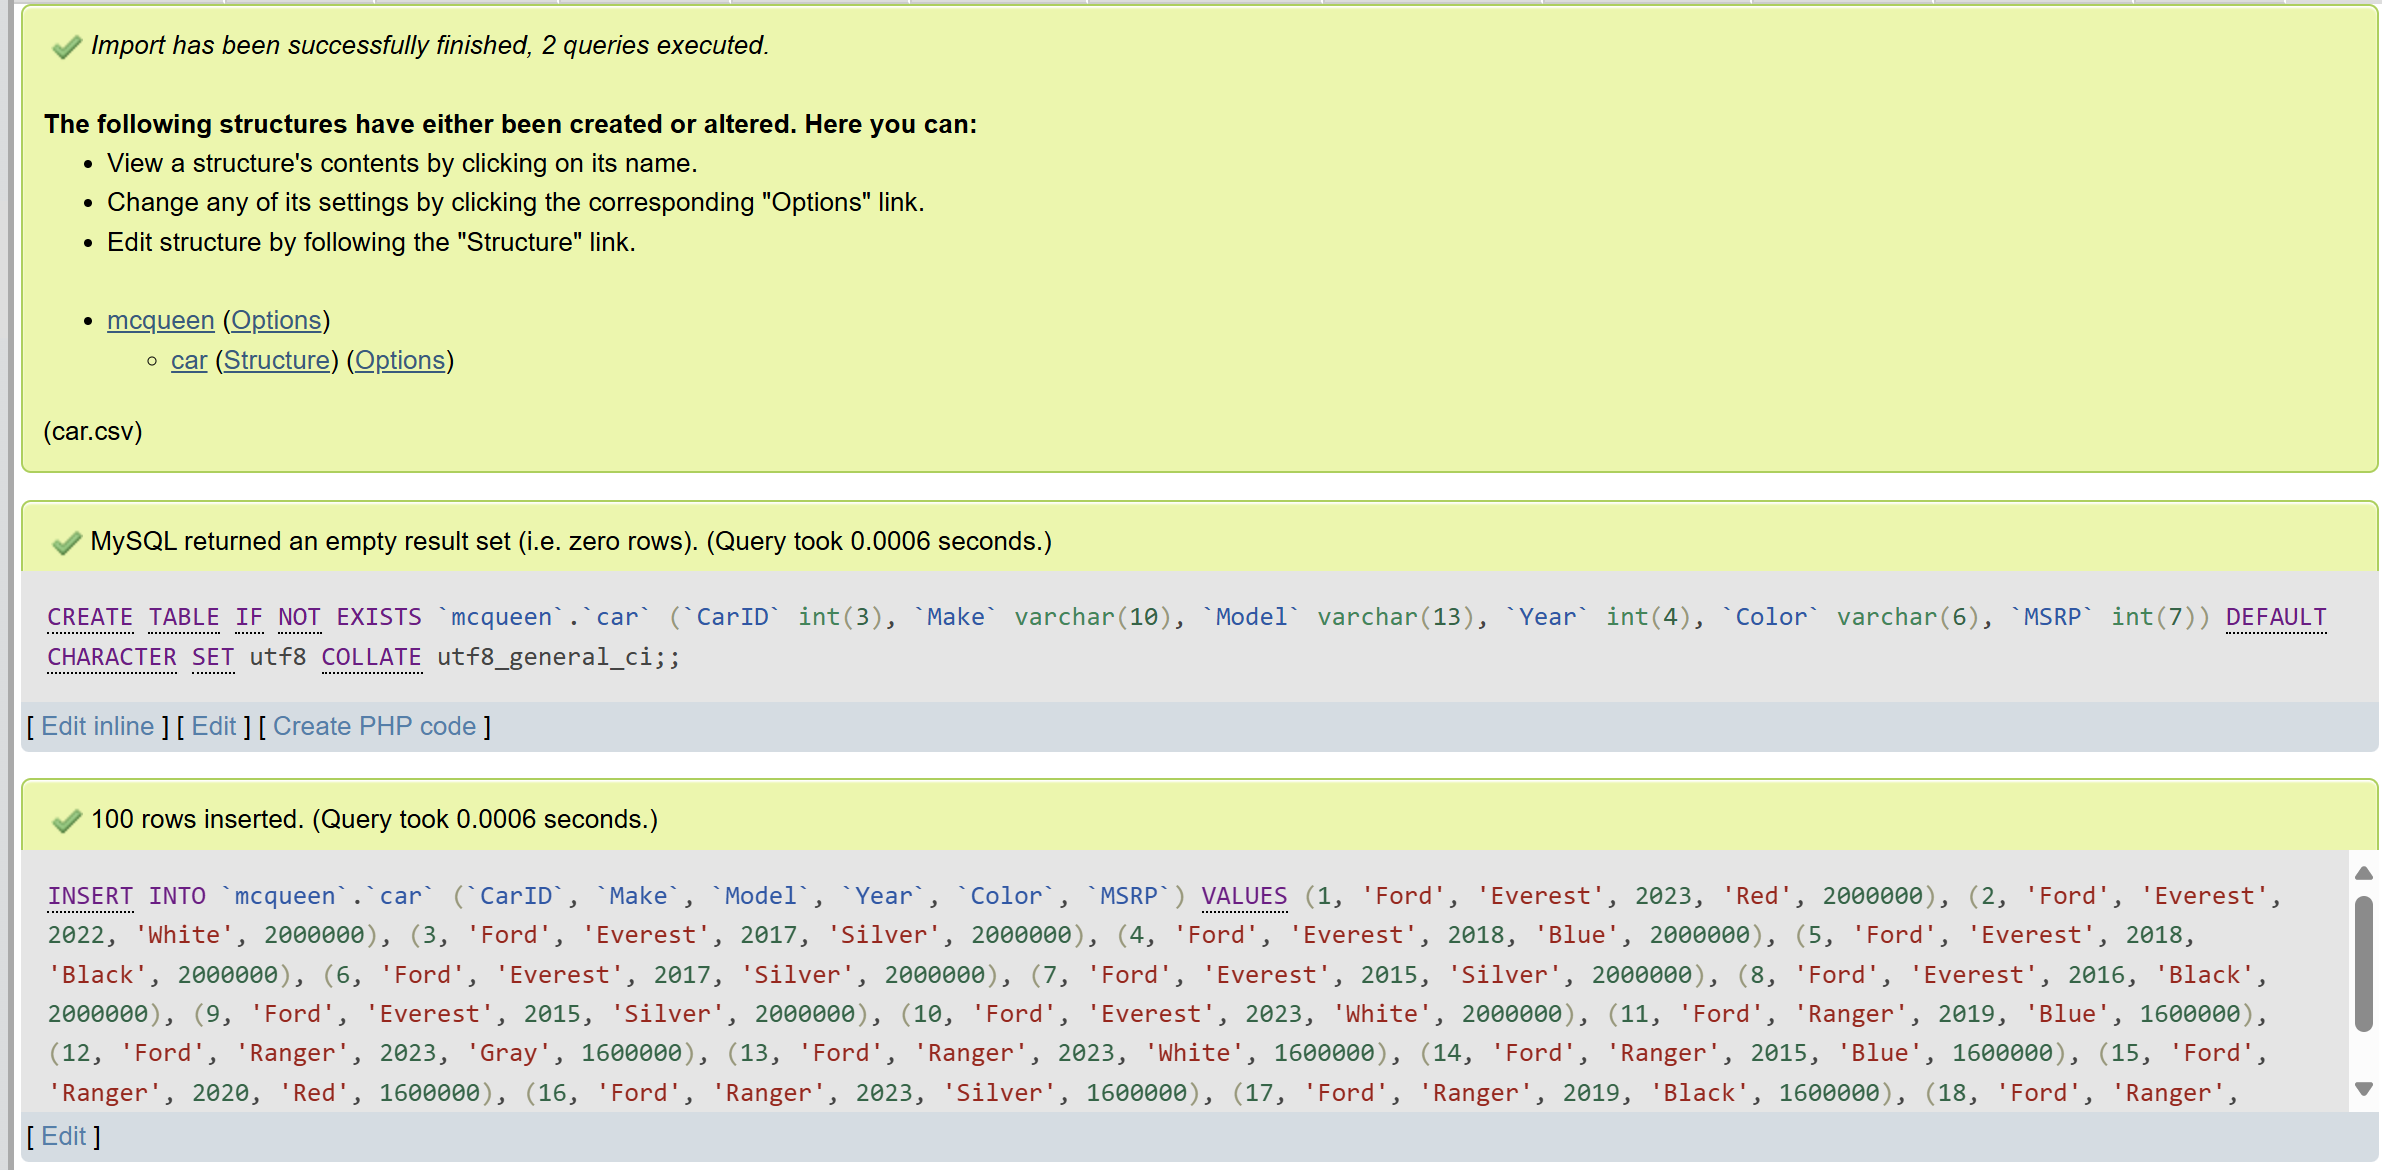 Import has been successfully finished, 2 queries executed.
The following structures have either been created or altered. Here you can:
• View a structure's contents by clicking on its name.
• Change any of its settings by clicking the corresponding "Options" link.
• Edit structure by following the "Structure" link.
• mcqueen (Options)
◦ car (Structure) (Options)
(car.csv)
MySQL returned an empty result set (i.e. zero rows). (Query took 0.0006 seconds.)
CREATE TABLE IF NOT EXISTS `mcqueen`.`car` (`CarID` int(3), `Make` varchar(10), `Model` varchar(13), `Year` int(4), `Color` varchar(6), `MSRP` int(7)) DEFAULT
CHARACTER SET utf8 COLLATE utf8_general_ci;;
[ Edit inline ] [ Edit ] [ Create PHP code ]
100 rows inserted. (Query took 0.0006 seconds.)
INSERT INTO `mcqueen`.`car` (`CarID`, `Make`, `Model`, `Year`, `Color`, `MSRP`) VALUES (1, 'Ford', 'Everest', 2023, 'Red', 2000000), (2, 'Ford', 'Everest',
2022, 'White', 2000000), (3, 'Ford', 'Everest', 2017, 'Silver', 2000000), (4, 'Ford', 'Everest', 2018, 'Blue', 2000000), (5, 'Ford', 'Everest', 2018,
'Black', 2000000), (6, 'Ford', 'Everest', 2017, 'Silver', 2000000), (7, 'Ford', 'Everest', 2015, 'Silver', 2000000), (8, 'Ford', 'Everest', 2016, 'Black',
2000000), (9, 'Ford', 'Everest', 2015, 'Silver', 2000000), (10, 'Ford', 'Everest', 2023, 'White', 2000000), (11, 'Ford', 'Ranger', 2019, 'Blue', 1600000),
(12, 'Ford', 'Ranger', 2023, 'Gray', 1600000), (13, 'Ford', 'Ranger', 2023, 'White', 1600000), (14, 'Ford', 'Ranger', 2015, 'Blue', 1600000), (15, 'Ford',
'Ranger', 2020, 'Red', 1600000), (16, 'Ford', 'Ranger', 2023, 'Silver', 1600000), (17, 'Ford', 'Ranger', 2019, 'Black', 1600000), (18, 'Ford', 'Ranger',
[ Edit ]